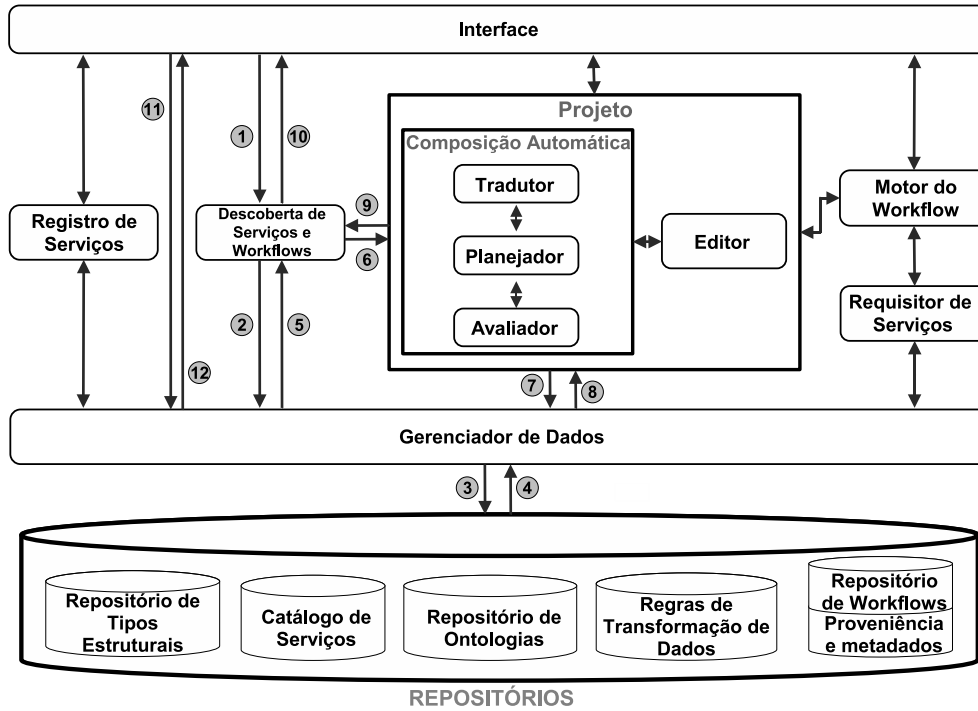 Interface
Projeto
Composição Automática
Tradutor
Planejador
Avaliador
Editor
Registro de
Serviços
Descoberta de
Serviços e
Workflows
Motor do
Workflow
Requisitor de
Serviços
11
1
10
9
6
2
5
12
7
8
Gerenciador de Dados
3
4
Repositório de
Tipos
Estruturais
Catálogo de
Serviços
Repositório de
Ontologias
Regras de
Transformação de
Dados
Repositório
de Workflows
Proveniência
e metadados
REPOSITÓRIOS